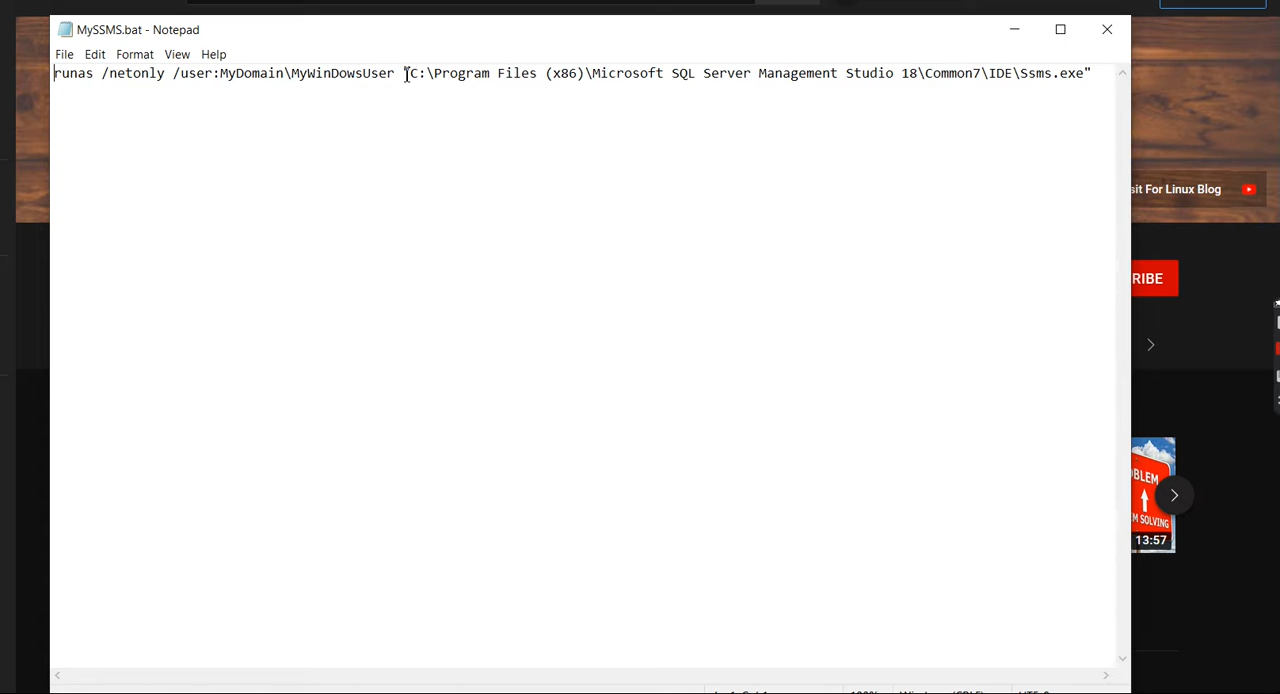 MySSMS.bat - Notepad
File Edit Format View Help
runas /netonly /user:MyDomain\MyWinDowsUser "C:\Program Files (x86)\Microsoft SQL Server Management Studio 18\Common7\IDE\Ssms.exe"
sit For Linux Blog
RIBE
BLEM
M SOLVING
13:57